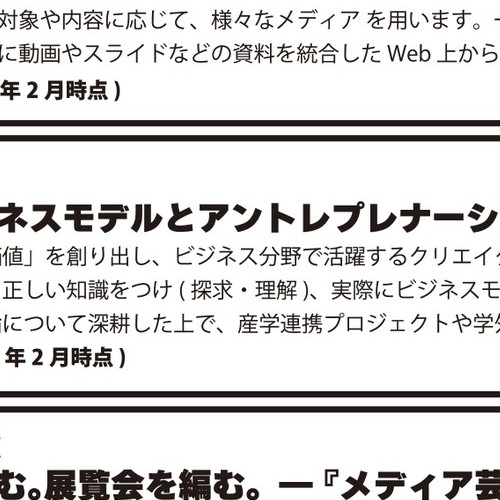 対象や内容に応じて、様々なメディア を用います。
に動画やスライドなどの資料を統合した Web 上から
年 2 月時点 )
ネスモデルとアントレプレナーシ
値」を創り出し、ビジネス分野で活躍するクリエイ
正しい知識をつけ ( 探求・理解 )、実際にビジネスモ
について深耕した上で、産学連携プロジェクトや学
年 2 月時点 )
む。展覧会を編む。 ―『メディア芸